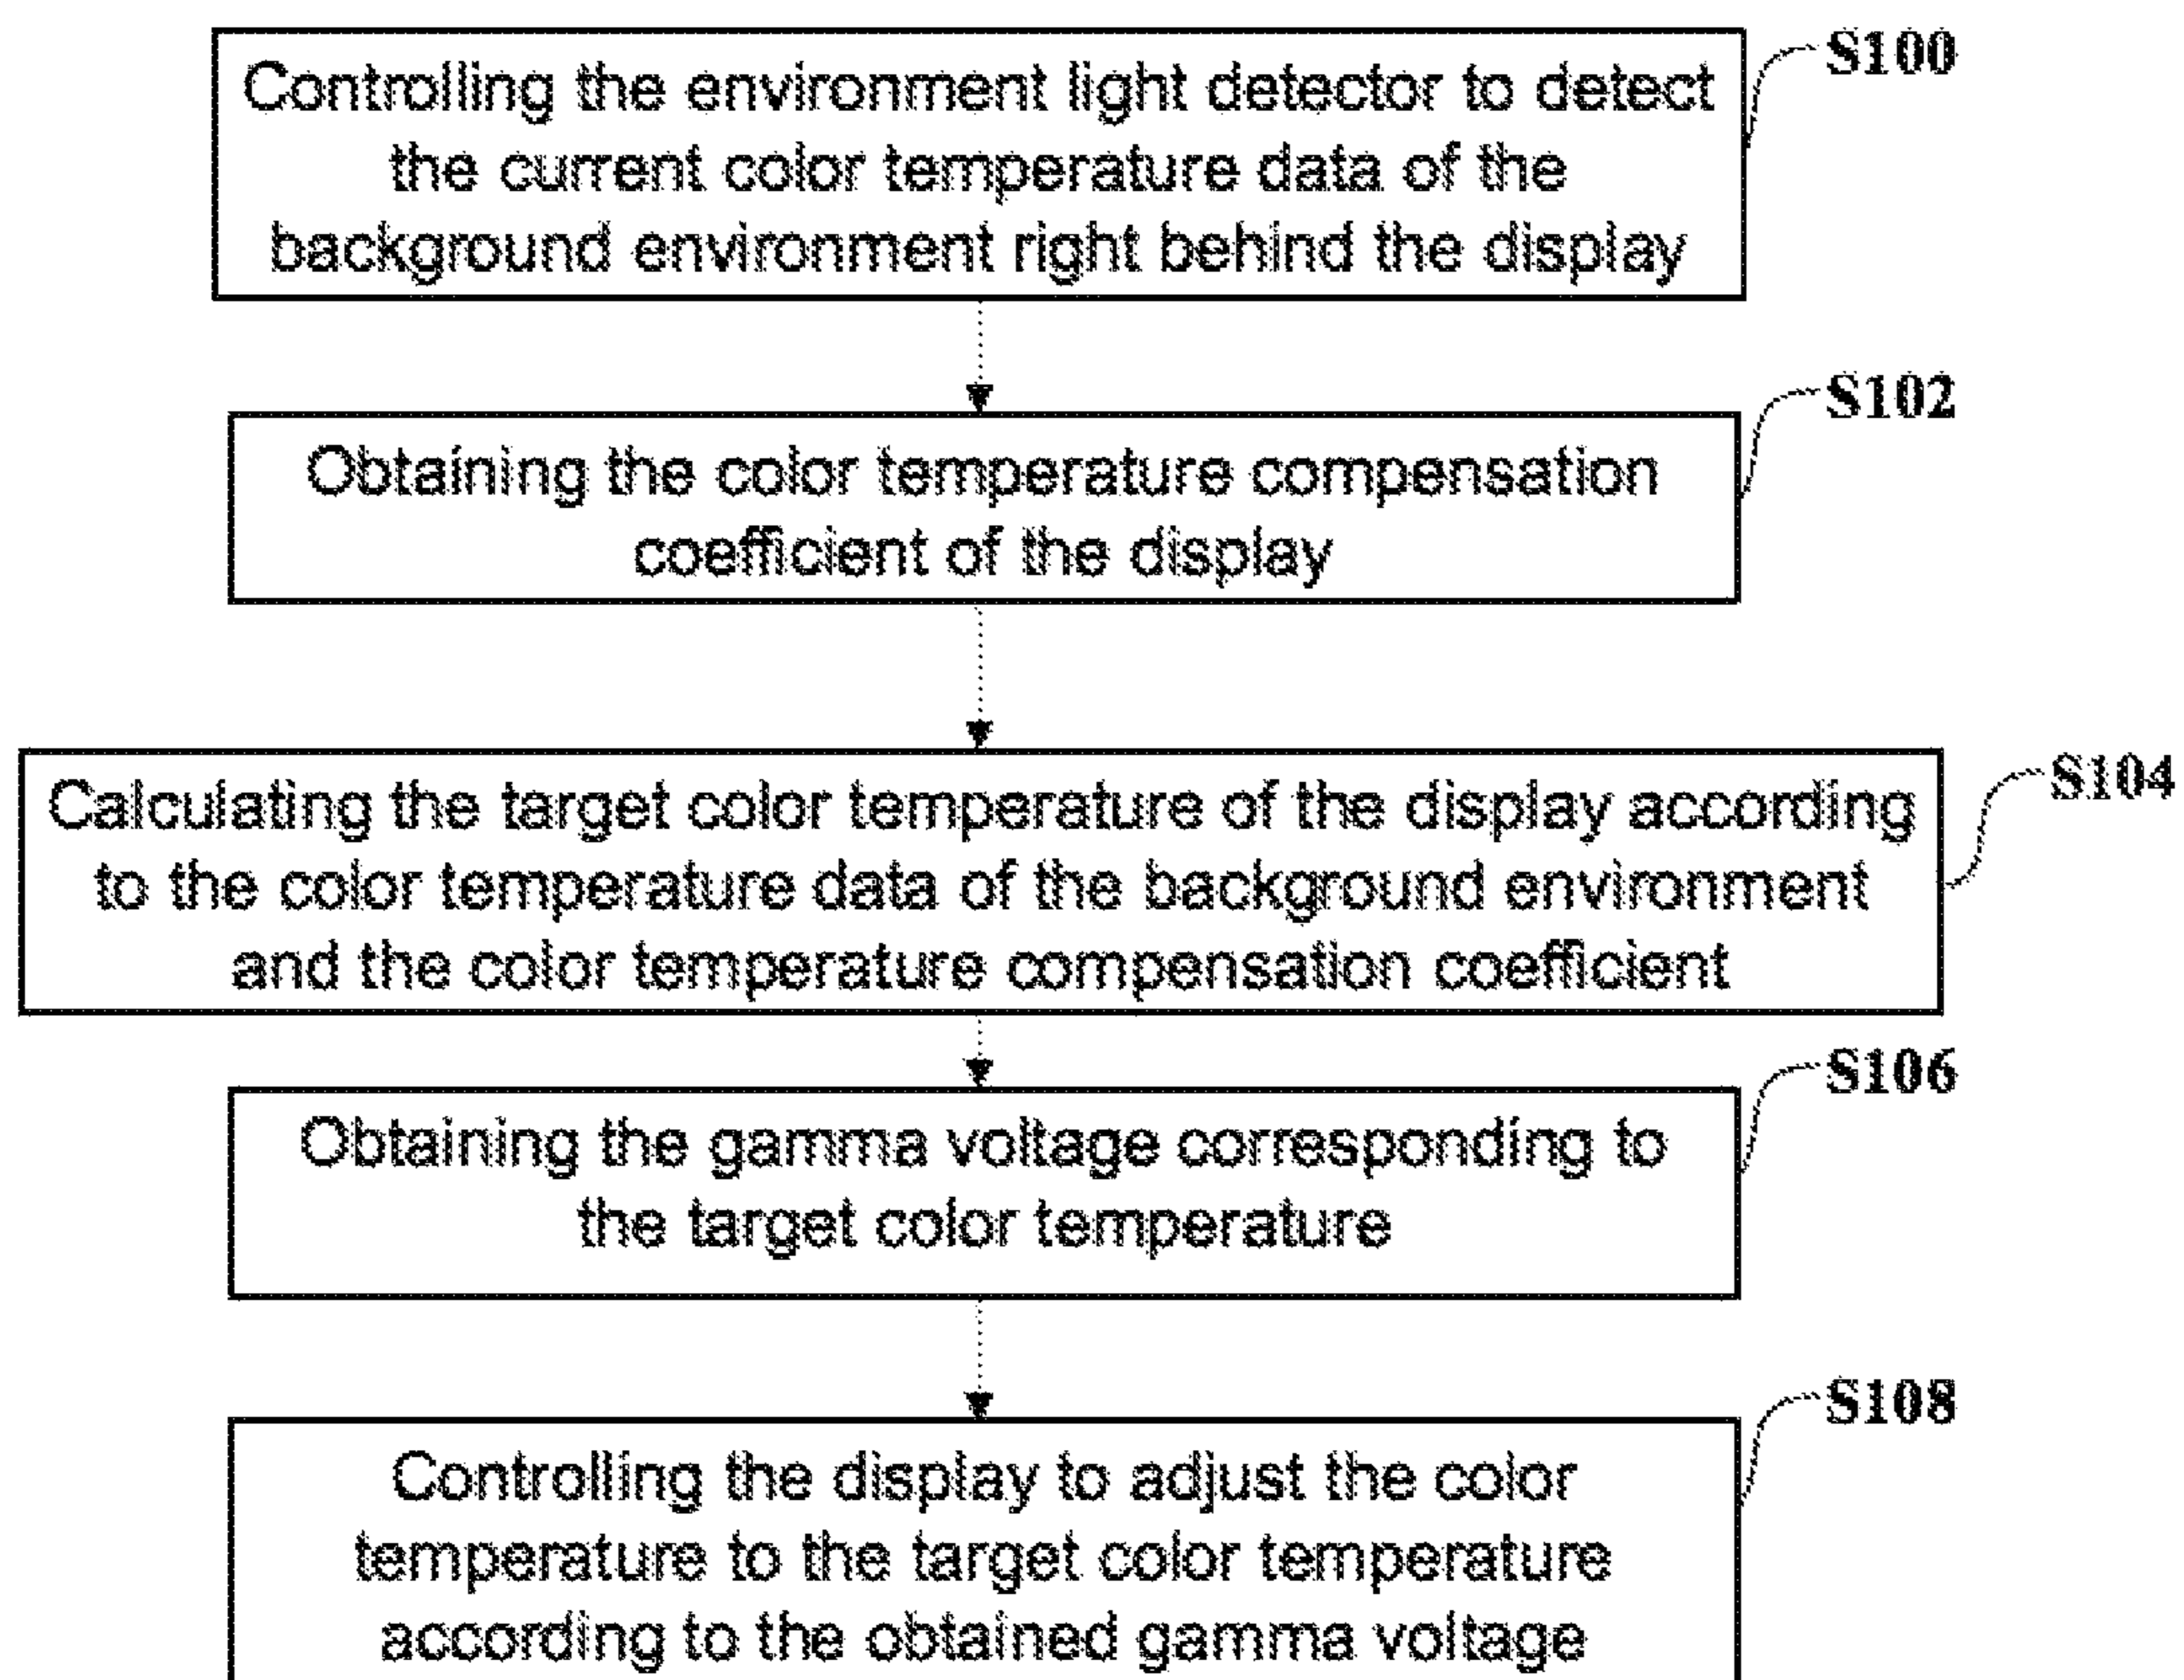 S100
Controlling the environment light detector to detect
the current color temperature data of the
background environment right behind the display
S102
Obtaining the color temperature compensation
coefficient of the display
S104
Calculating the target color temperature of the display according
to the color temperature data of the background environment
and the color temperature compensation coefficient
S106
Obtaining the gamma voltage corresponding to
the target color temperature
S108
Controlling the display to adjust the color
temperature to the target color temperature
according to the obtained gamma voltage